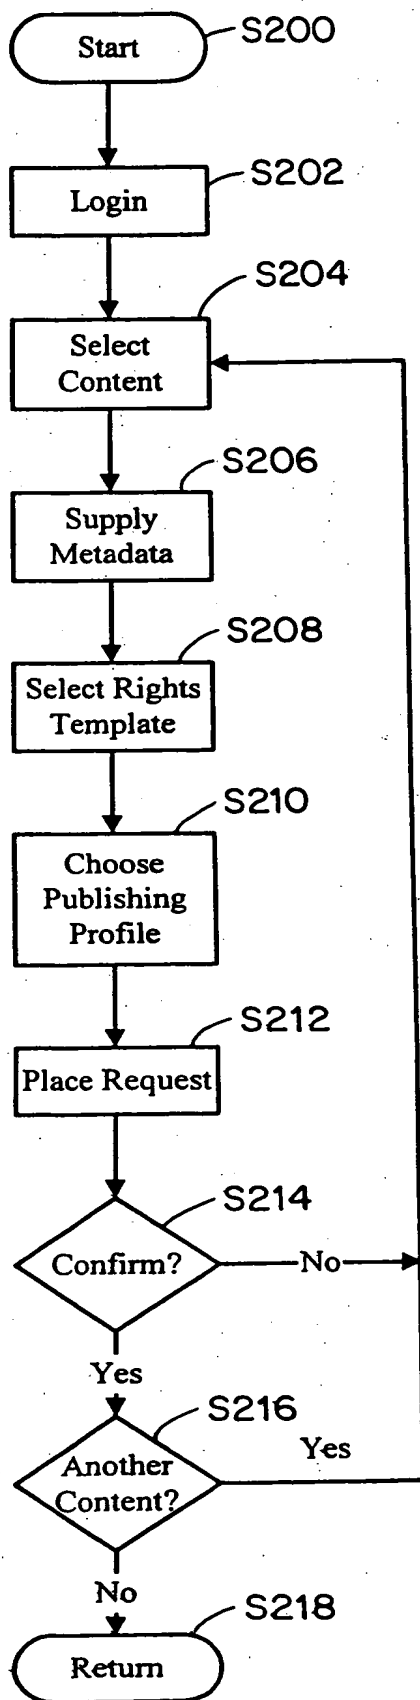 Start
S200
Login
S202
S204
Select
Content
S206
Supply
Metadata
S208
Select Rights
Template
S210
Choose
Publishing
Profile
S212
Place Request
S214
Confirm?
No
Yes
S216
Another
Content?
Yes
No
S218
Return